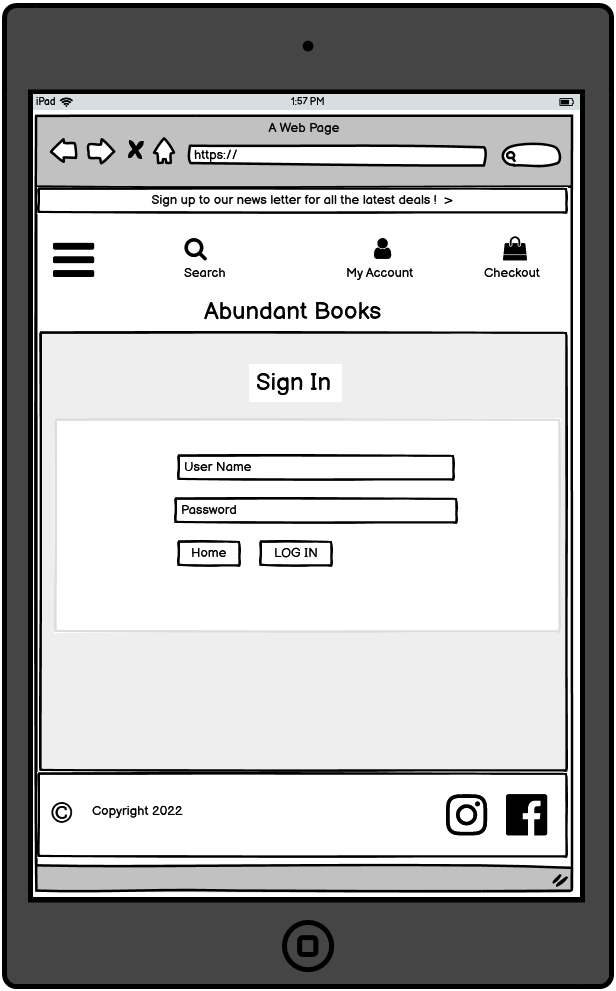 iPad 1:57 PM
A Web Page
https://
Sign up to our news letter for all the latest deals ! >
Search My Account Checkout
Abundant Books
Sign In
User Name
Password
Home LOG IN
© Copyright 2022